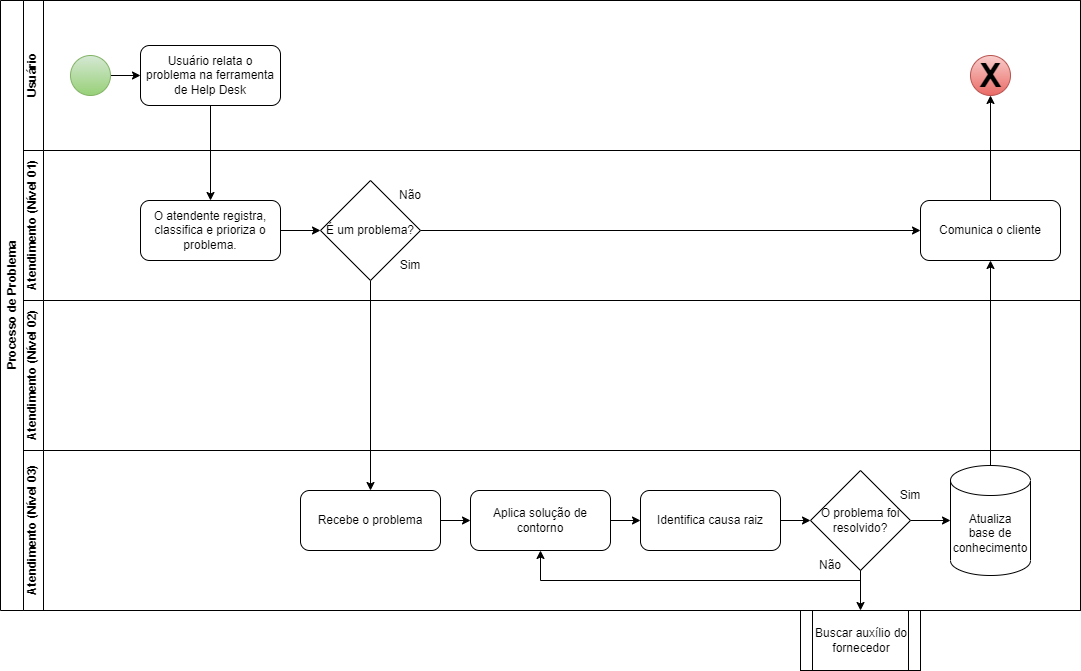 Processo de Problema
Usuário
Usuário relata o
problema na ferramenta
de Help Desk
X
Atendimento (Nível 01)
O atendente registra,
classifica e prioriza o
problema.
É um problema?
Não
Sim
Comunica o cliente
Atendimento (Nível 02)
Atendimento (Nível 03)
Recebe o problema
Aplica solução de
contorno
Identifica causa raiz
O problema foi
resolvido?
Sim
Não
Atualiza
base de
conhecimento
Buscar auxílio do
fornecedor